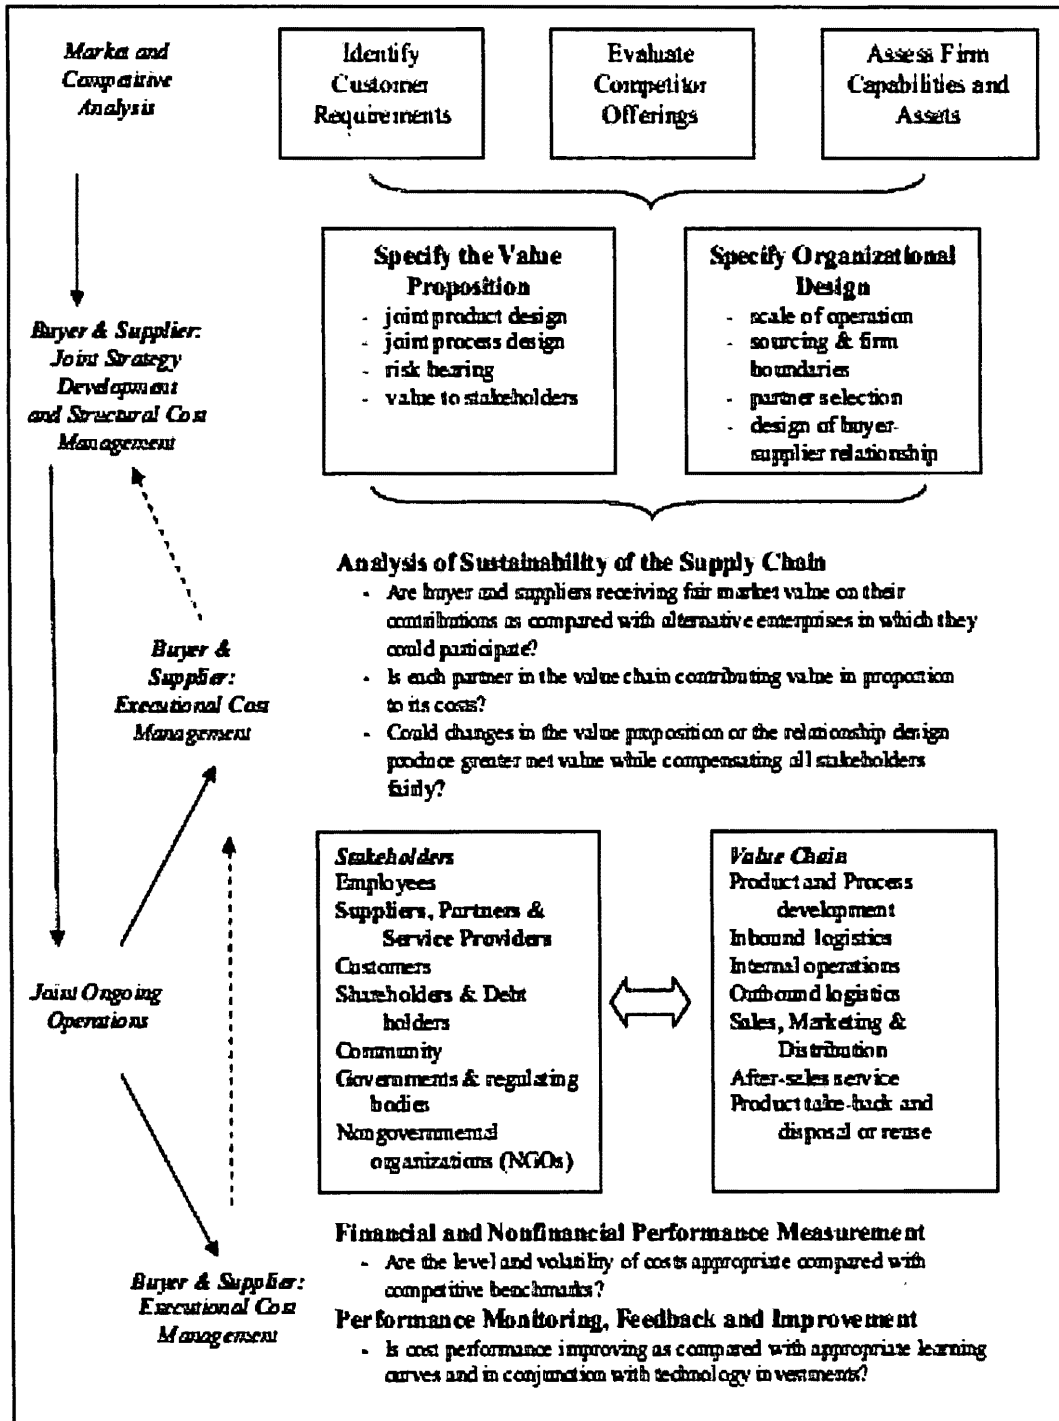 Market and
Competitive
Analysis
Identify
Customer
Requirements
Evaluate
Competitor
Offerings
Assess Firm
Capabilities and
Assets
Buyer & Supplier:
Joint Strategy
Development
and Structural Cost
Management
Specify the Value
Proposition
- joint product design
- joint process design
- risk bearing
- value to stakeholders
Specify Organizational
Design
- scale of operation
- sourcing & firm
boundaries
- partner selection
- design of buyer-
supplier relationship
Analysis of Sustainability of the Supply Chain
- Are buyer and suppliers receiving fair market value on their
contributions as compared with alternative enterprises in which they
could participate?
- Is each partner in the value chain contributing value in proportion
to its costs?
- Could changes in the value proposition or the relationship design
produce greater net value while compensating all stakeholders
fairly?
Buyer &
Supplier:
Executional Cost
Management
Stakeholders
Employees
Suppliers, Partners &
Service Providers
Customers
Shareholders & Debt
holders
Community
Governments & regulating
bodies
Nongovernmental
organizations (NGOs)
Value Chain
Product and Process
development
Inbound logistics
Internal operations
Outbound logistics
Sales, Marketing &
Distribution
After-sales service
Product take-back and
disposal or reuse
Joint Ongoing
Operations
Buyer & Supplier:
Executional Cost
Management
Financial and Nonfinancial Performance Measurement
- Are the level and volatility of costs appropriate compared with
competitive benchmarks?
Performance Monitoring, Feedback and Improvement
- Is cost performance improving as compared with appropriate learning
curves and in conjunction with technology investments?